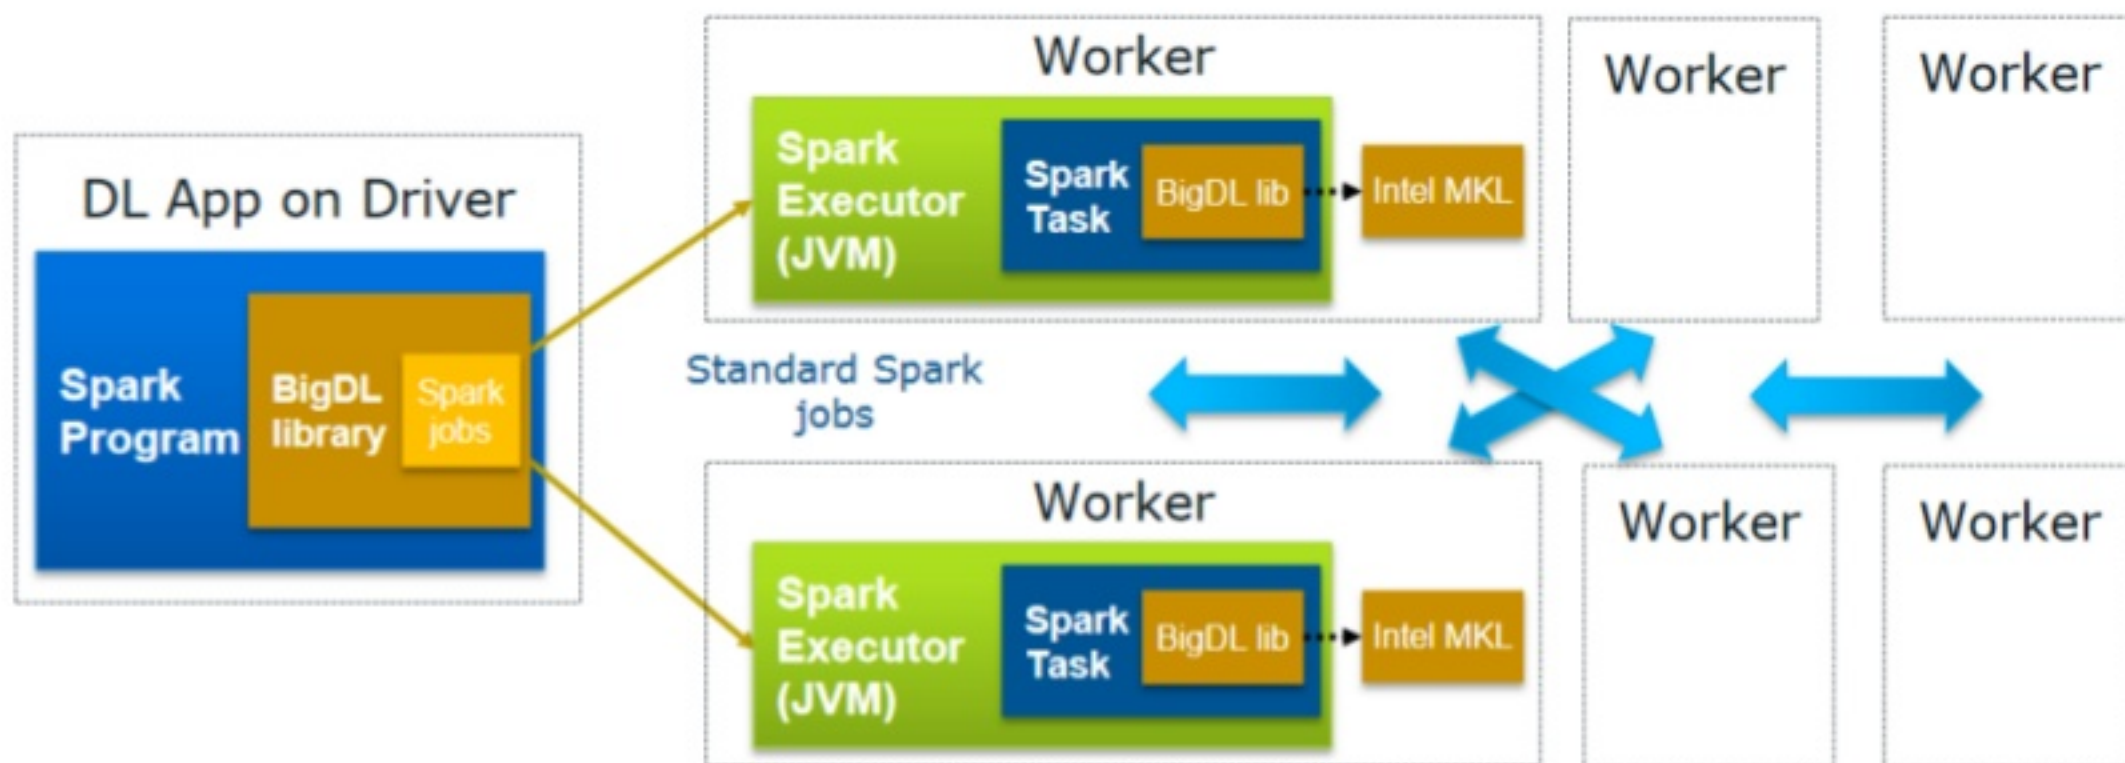 DL App on Driver
Spark
Program
BigDL
library
Spark
jobs
Worker
Spark
Executor
(JVM)
Spark
Task
BigDL lib
Intel MKL
Worker
Worker
Standard Spark
jobs
Worker
Spark
Executor
(JVM)
Spark
Task
BigDL lib
Intel MKL
Worker
Worker